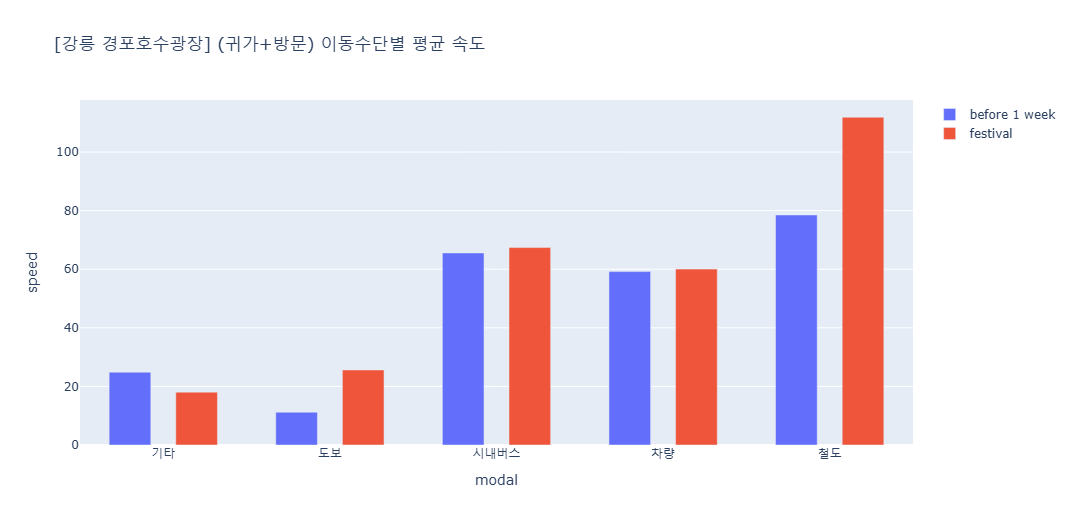 [강릉 경포호수광장] (귀가+방문) 이동수단별 평균 속도
before 1 week
festival
speed
100
80
60
40
20
0
기타 도보 시내버스 차량 철도
modal